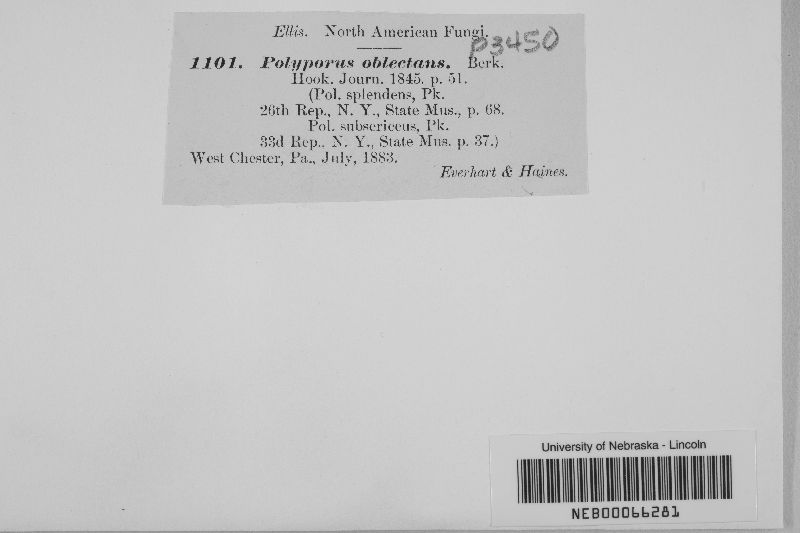 Ellis. North American Fungi.
p3450
1101. Polyporus oblectans. Berk.
Hook. Journ. 1845. p. 51.
(Pol. splendens, Pk.
26th Rep., N. Y., State Mus., p. 68.
Pol. subsericeus, Pk.
33d Rep., N. Y., State Mus. p. 37.)
West Chester, Pa., July, 1883.
Everhart & Haines.
University of Nebraska - Lincoln
NEB00066281